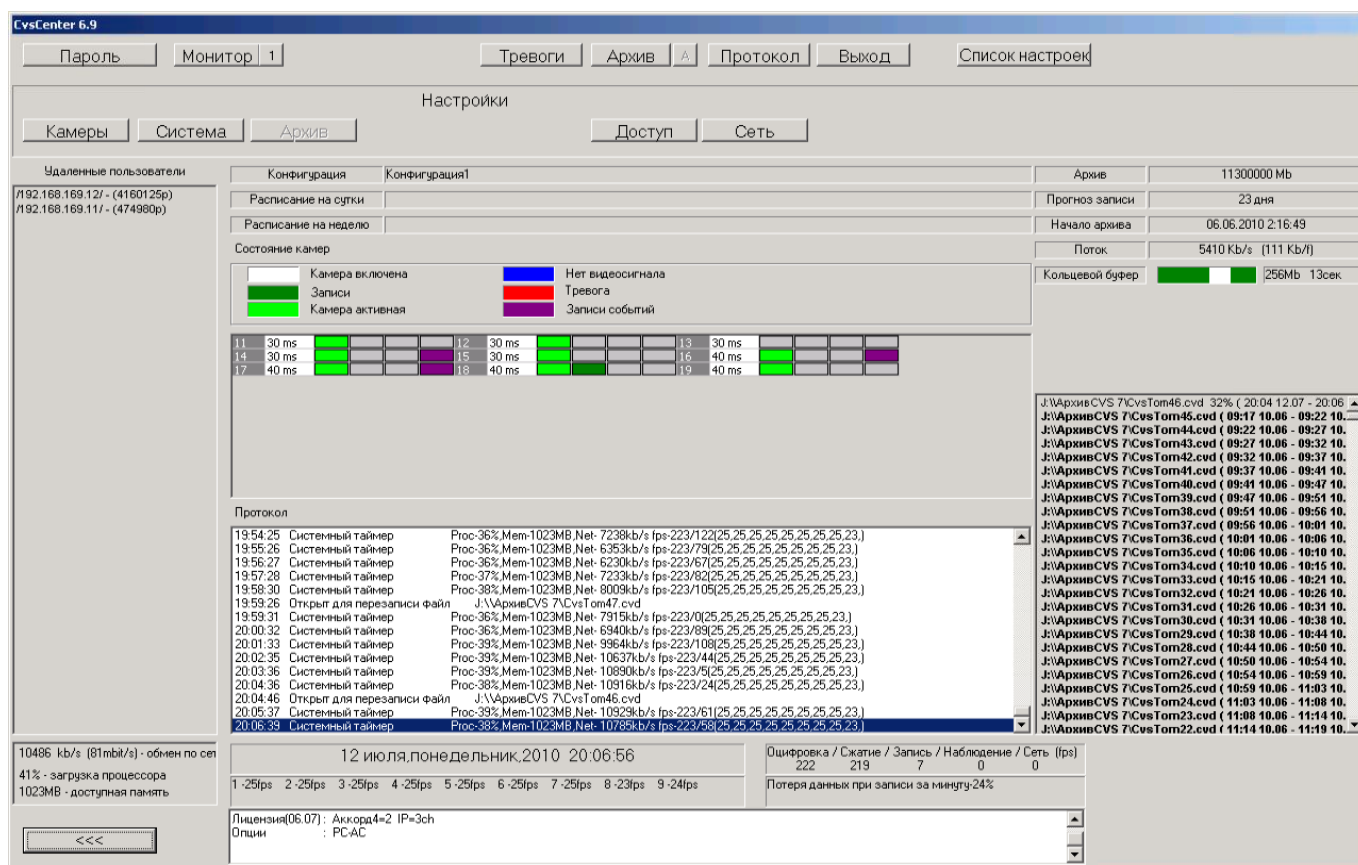 CvsCenter 6.9
Пароль Монитор 1 Тревоги Архив А Протокол Выход Список настроек
Настройки
Камеры Система Архив Доступ Сеть
Удаленные пользователи
/192.168.169.12/ - (4160125p)
/192.168.169.11/ - (474980p)
Конфигурация Конфигурация1
Расписание на сутки
Расписание на неделю
Архив 11300000 Mb
Прогноз записи 23 дня
Начало архива 06.06.2010 2:16:49
Поток 5410 Kb/s (111 Kb/f)
Кольцевой буфер 256Mb 13сек
Состояние камер
Камера включена Нет видеосигнала
Записи Тревога
Камера активная Записи событий
11 30 ms 12 30 ms 13 30 ms
14 30 ms 15 30 ms 16 40 ms
17 40 ms 18 40 ms 19 40 ms
J:\\АрхивCVS 7\CvsTom46.cvd 32% ( 20:04 12.07 - 20:06
J:\\АрхивCVS 7\CvsTom45.cvd ( 09:17 10.06 - 09:22 10.
J:\\АрхивCVS 7\CvsTom44.cvd ( 09:22 10.06 - 09:27 10.
J:\\АрхивCVS 7\CvsTom43.cvd ( 09:27 10.06 - 09:32 10.
J:\\АрхивCVS 7\CvsTom42.cvd ( 09:32 10.06 - 09:37 10.
J:\\АрхивCVS 7\CvsTom41.cvd ( 09:37 10.06 - 09:41 10.
J:\\АрхивCVS 7\CvsTom40.cvd ( 09:41 10.06 - 09:47 10.
J:\\АрхивCVS 7\CvsTom39.cvd ( 09:47 10.06 - 09:51 10.
J:\\АрхивCVS 7\CvsTom38.cvd ( 09:51 10.06 - 09:56 10.
J:\\АрхивCVS 7\CvsTom37.cvd ( 09:56 10.06 - 10:01 10.
J:\\АрхивCVS 7\CvsTom36.cvd ( 10:01 10.06 - 10:06 10.
J:\\АрхивCVS 7\CvsTom35.cvd ( 10:06 10.06 - 10:10 10.
J:\\АрхивCVS 7\CvsTom34.cvd ( 10:10 10.06 - 10:15 10.
J:\\АрхивCVS 7\CvsTom33.cvd ( 10:15 10.06 - 10:21 10.
J:\\АрхивCVS 7\CvsTom32.cvd ( 10:21 10.06 - 10:26 10.
J:\\АрхивCVS 7\CvsTom31.cvd ( 10:26 10.06 - 10:31 10.
J:\\АрхивCVS 7\CvsTom30.cvd ( 10:31 10.06 - 10:38 10.
J:\\АрхивCVS 7\CvsTom29.cvd ( 10:38 10.06 - 10:44 10.
J:\\АрхивCVS 7\CvsTom28.cvd ( 10:44 10.06 - 10:50 10.
J:\\АрхивCVS 7\CvsTom27.cvd ( 10:50 10.06 - 10:54 10.
J:\\АрхивCVS 7\CvsTom26.cvd ( 10:54 10.06 - 10:59 10.
J:\\АрхивCVS 7\CvsTom25.cvd ( 10:59 10.06 - 11:03 10.
J:\\АрхивCVS 7\CvsTom24.cvd ( 11:03 10.06 - 11:08 10.
J:\\АрхивCVS 7\CvsTom23.cvd ( 11:08 10.06 - 11:14 10.
J:\\АрхивCVS 7\CvsTom22.cvd ( 11:14 10.06 - 11:19 10.
Протокол
19:54:25 Системный таймер Proc-36%,Mem-1023MB,Net- 7238kb/s fps-223/122(25,25,25,25,25,25,25,25,23,)
19:55:26 Системный таймер Proc-36%,Mem-1023MB,Net- 6353kb/s fps-223/79(25,25,25,25,25,25,25,25,23,)
19:56:27 Системный таймер Proc-36%,Mem-1023MB,Net- 6230kb/s fps-223/67(25,25,25,25,25,25,25,25,23,)
19:57:28 Системный таймер Proc-37%,Mem-1023MB,Net- 7233kb/s fps-223/82(25,25,25,25,25,25,25,25,23,)
19:58:30 Системный таймер Proc-38%,Mem-1023MB,Net- 8009kb/s fps-223/105(25,25,25,25,25,25,25,25,23,)
19:59:26 Открыт для перезаписи файл J:\\АрхивCVS 7\CvsTom47.cvd
19:59:31 Системный таймер Proc-36%,Mem-1023MB,Net- 7915kb/s fps-223/0(25,25,25,25,25,25,25,25,23,)
20:00:32 Системный таймер Proc-36%,Mem-1023MB,Net- 6940kb/s fps-223/89(25,25,25,25,25,25,25,25,23,)
20:01:33 Системный таймер Proc-39%,Mem-1023MB,Net- 9964kb/s fps-223/108(25,25,25,25,25,25,25,25,23,)
20:02:35 Системный таймер Proc-39%,Mem-1023MB,Net- 10637kb/s fps-223/44(25,25,25,25,25,25,25,25,23,)
20:03:36 Системный таймер Proc-39%,Mem-1023MB,Net- 10890kb/s fps-223/5(25,25,25,25,25,25,25,25,23,)
20:04:36 Системный таймер Proc-38%,Mem-1023MB,Net- 10916kb/s fps-223/24(25,25,25,25,25,25,25,25,23,)
20:04:46 Открыт для перезаписи файл J:\\АрхивCVS 7\CvsTom46.cvd
20:05:37 Системный таймер Proc-39%,Mem-1023MB,Net- 10929kb/s fps-223/61(25,25,25,25,25,25,25,25,23,)
20:06:39 Системный таймер Proc-38%,Mem-1023MB,Net- 10785kb/s fps-223/58(25,25,25,25,25,25,25,25,23,)
10486 kb/s (81mbit/s) - обмен по сет
41% - загрузка процессора
1023MB - доступная память
12 июля,понедельник,2010 20:06:56
1 -25fps 2 -25fps 3 -25fps 4 -25fps 5 -25fps 6 -25fps 7 -25fps 8 -23fps 9 -24fps
Оцифровка / Сжатие / Запись / Наблюдение / Сеть (fps)
222 219 7 0 0
Потеря данных при записи за минуту-24%
Лицензия(06.07) : Аккорд4=2 IP=3ch
Опции : PC-AC
<<<